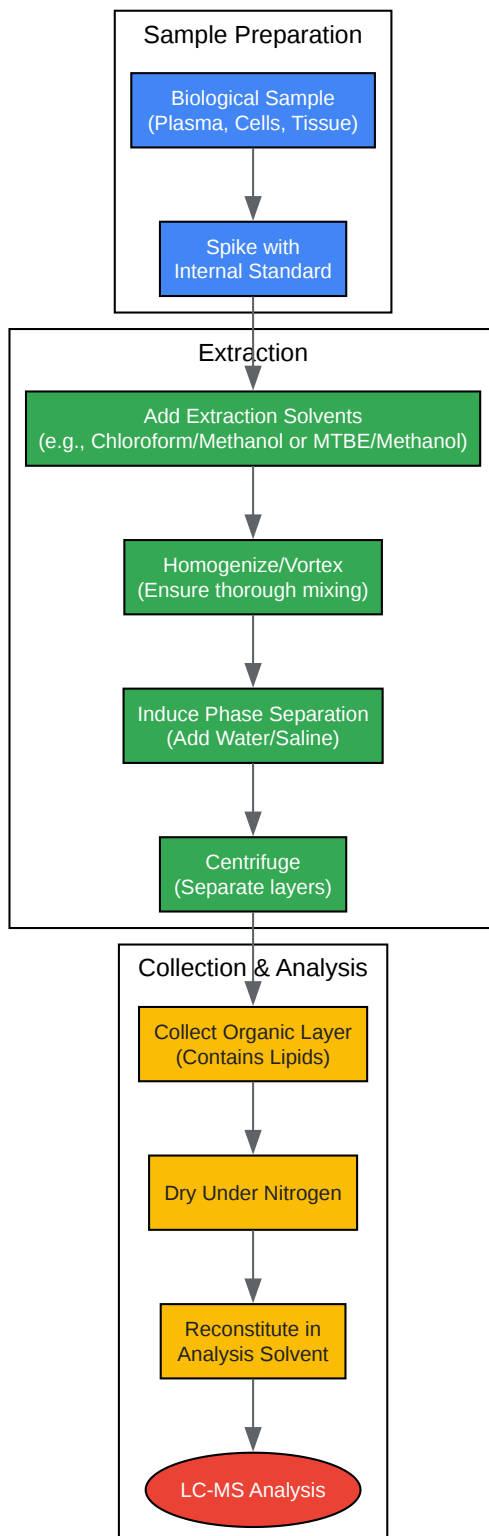 Sample Preparation
Biological Sample
(Plasma, Cells, Tissue)
Spike with
Internal Standard
Extraction
Add Extraction Solvents
(e.g., Chloroform/Methanol or MTBE/Methanol)
Homogenize/Vortex
(Ensure thorough mixing)
Induce Phase Separation
(Add Water/Saline)
Centrifuge
(Separate layers)
Collection & Analysis
Collect Organic Layer
(Contains Lipids)
Dry Under Nitrogen
Reconstitute in
Analysis Solvent
LC-MS Analysis